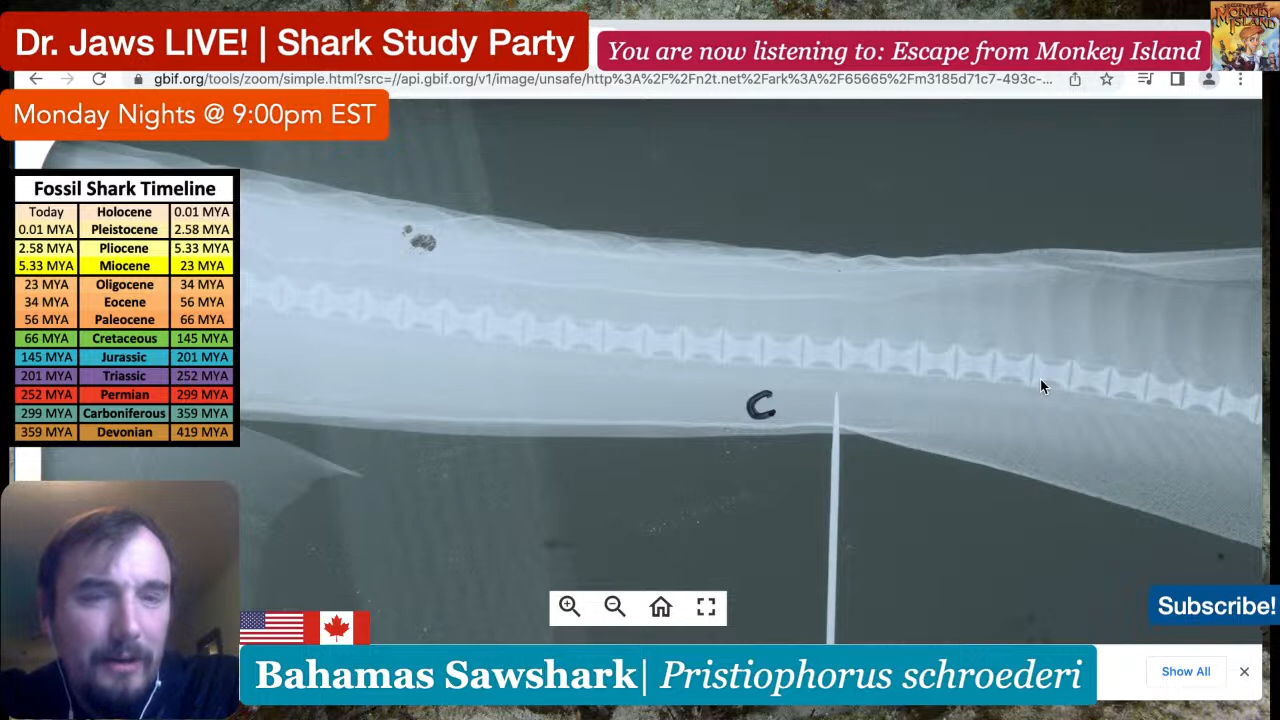 Dr. Jaws LIVE! | Shark Study Party
You are now listening to: Escape from Monkey Island
MONKEY ISLAND
gbif.org/tools/zoom/simple.html?src=//api.gbif.org/v1/image/unsafe/http%3A%2F%2Fn2t.net%2Fark%3A%2F65665%2Fm3185d71c7-493c-...
Monday Nights @ 9:00pm EST
Fossil Shark Timeline
Today Holocene 0.01 MYA
0.01 MYA Pleistocene 2.58 MYA
2.58 MYA Pliocene 5.33 MYA
5.33 MYA Miocene 23 MYA
23 MYA Oligocene 34 MYA
34 MYA Eocene 56 MYA
56 MYA Paleocene 66 MYA
66 MYA Cretaceous 145 MYA
145 MYA Jurassic 201 MYA
201 MYA Triassic 252 MYA
252 MYA Permian 299 MYA
299 MYA Carboniferous 359 MYA
359 MYA Devonian 419 MYA
C
Subscribe!
Bahamas Sawshark| Pristiophorus schroederi
Show All